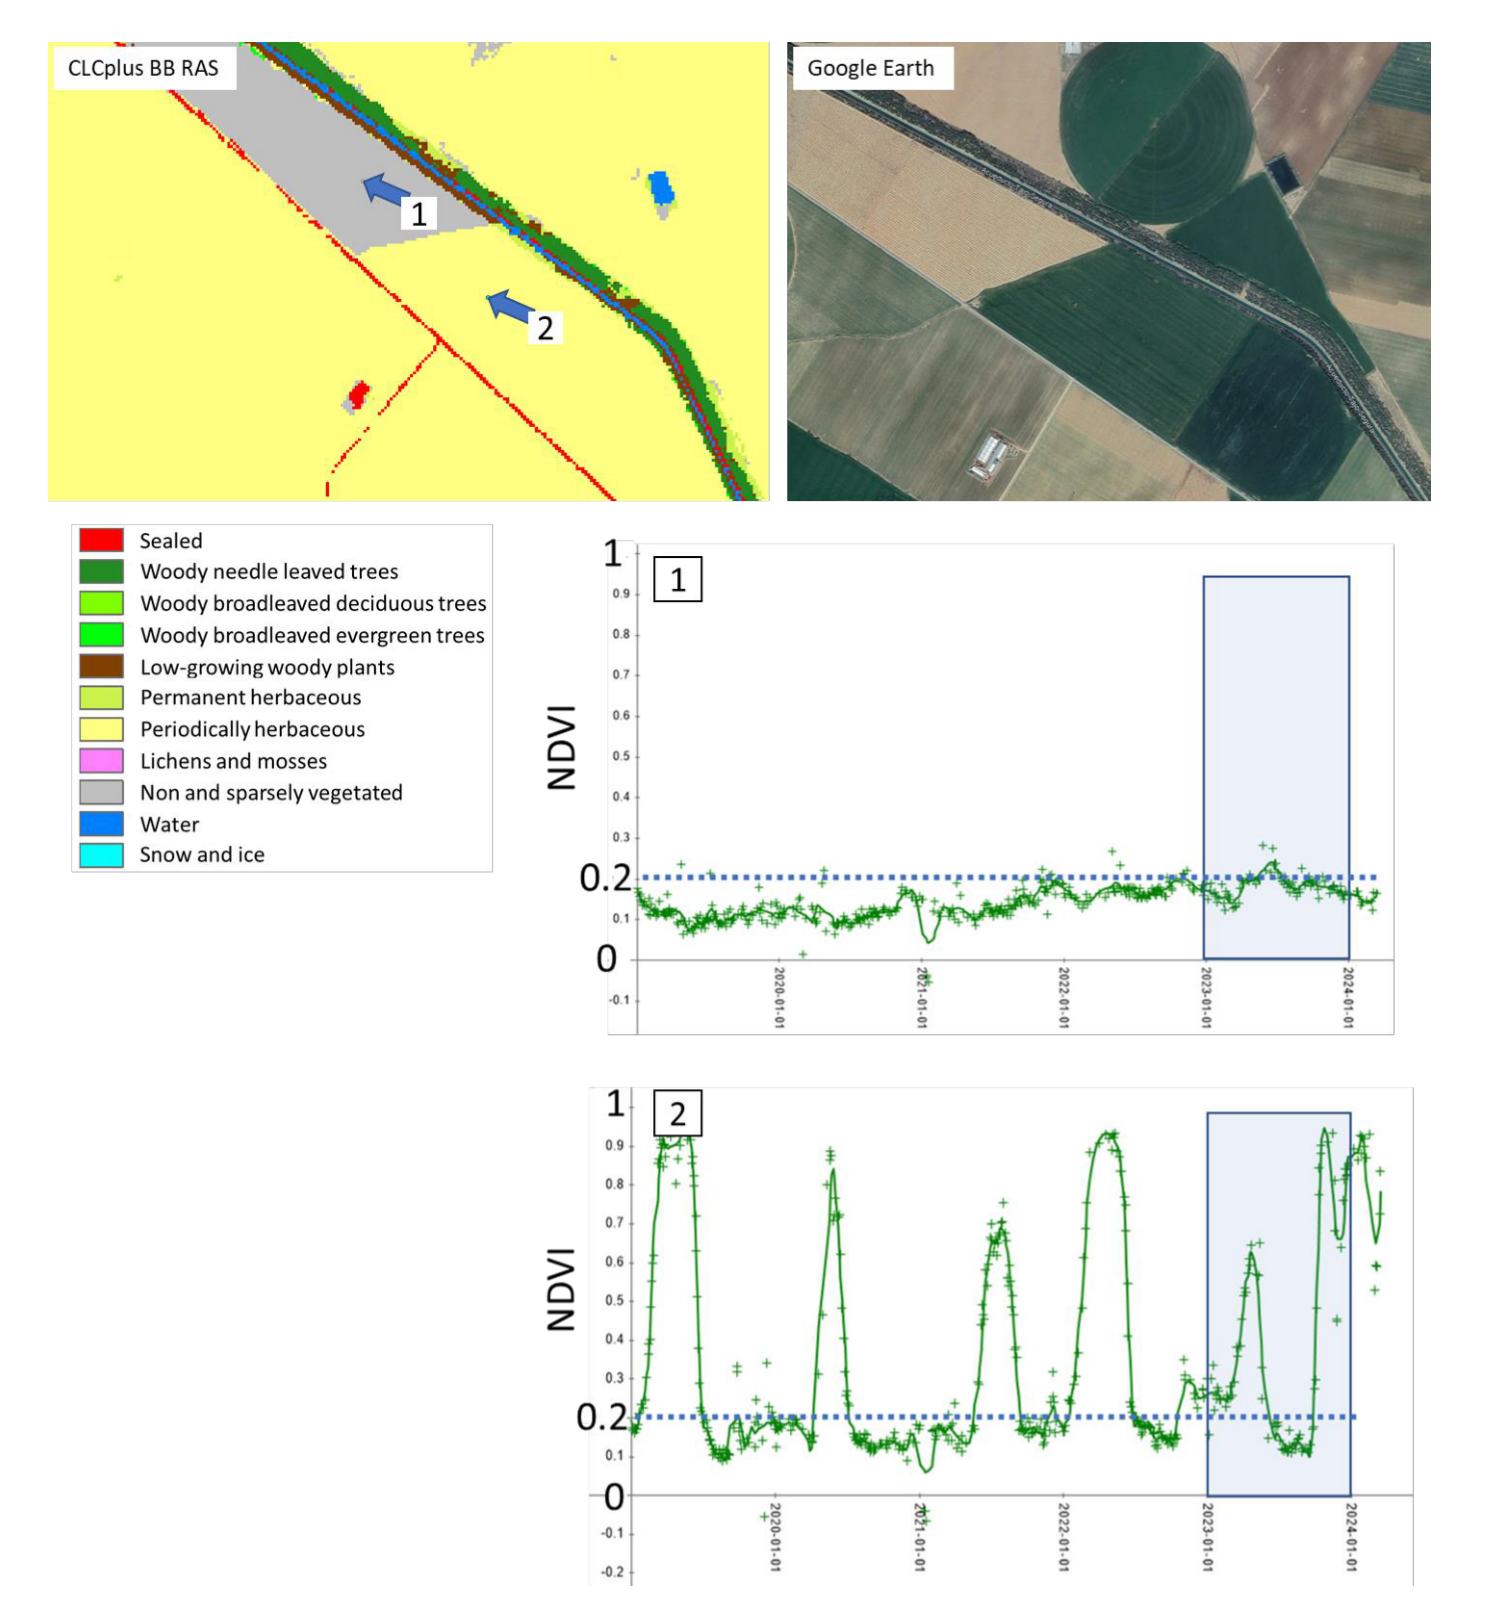 CLCplus BB RAS
1
2
Google Earth
Acueducto Tajo-Segura
Acueducto-Tajo-Segura
Sealed
Woody needle leaved trees
Woody broadleaved deciduous trees
Woody broadleaved evergreen trees
Low-growing woody plants
Permanent herbaceous
Periodically herbaceous
Lichens and mosses
Non and sparsely vegetated
Water
Snow and ice
1
1
0.9
0.8
0.7
0.6
0.5
0.4
0.3
0.2
0.1
0
-0.1
NDVI
2020-01-01
2021-01-01
2022-01-01
2023-01-01
2024-01-01
2
1
0.9
0.8
0.7
0.6
0.5
0.4
0.3
0.2
0.1
0
-0.1
-0.2
NDVI
2020-01-01
2021-01-01
2022-01-01
2023-01-01
2024-01-01